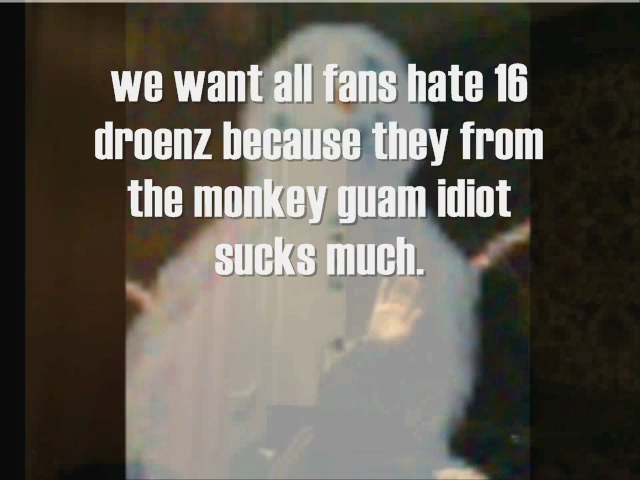 we want all fans hate 16
droenz because they from
the monkey guam idiot
sucks much.